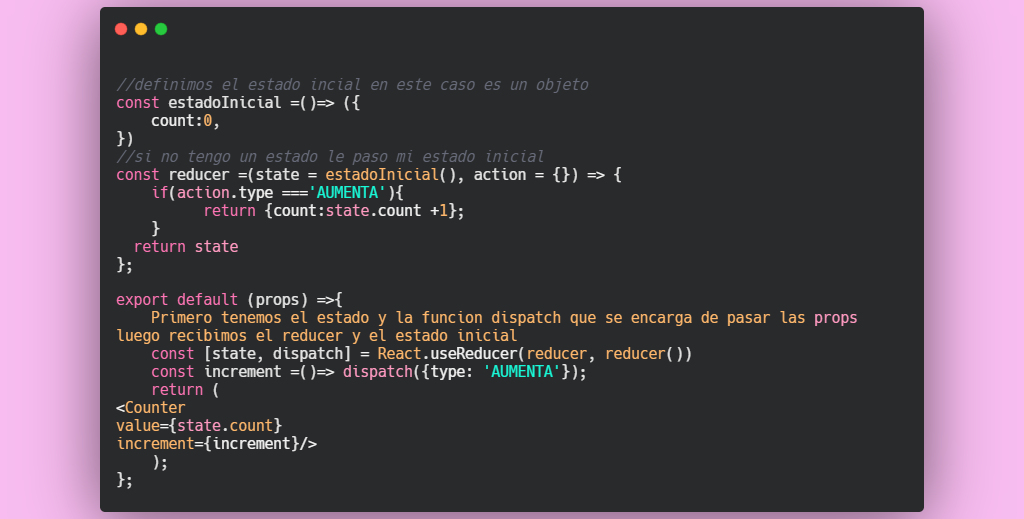 //definimos el estado incial en este caso es un objeto
const estadoInicial =()=> ({
    count:0,
})
//si no tengo un estado le paso mi estado inicial
const reducer =(state = estadoInicial(), action = {}) => {
    if(action.type ==='AUMENTA'){
          return {count:state.count +1};
    }
  return state
};

export default (props) =>{
    Primero tenemos el estado y la funcion dispatch que se encarga de pasar las props
luego recibimos el reducer y el estado inicial
    const [state, dispatch] = React.useReducer(reducer, reducer())
    const increment =()=> dispatch({type: 'AUMENTA'});
    return (
<Counter
value={state.count}
increment={increment}/>
    );
};